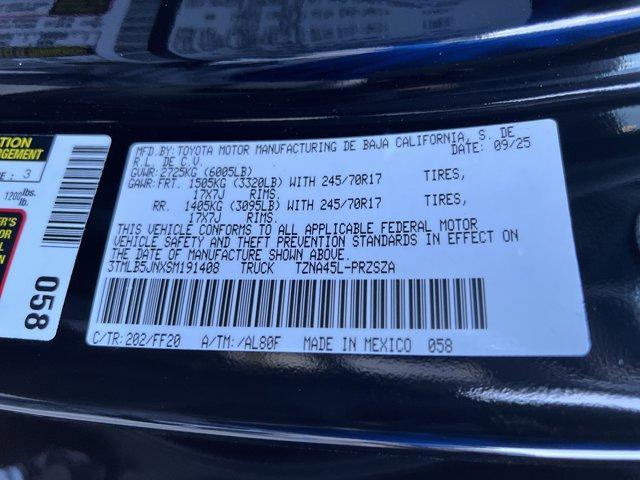 MFD.BY:TOYOTA MOTOR MANUFACTURING DE BAJA CALIFORNIA, S. DE
R.L. DE C.V. DATE: 09/25
GVWR:2725KG (6005LB)
GAWR:FRT. 1505KG (3320LB) WITH 245/70R17 TIRES,
17X7J RIMS.
RR. 1405KG (3095LB) WITH 245/70R17 TIRES,
17X7J RIMS.
THIS VEHICLE CONFORMS TO ALL APPLICABLE FEDERAL MOTOR
VEHICLE SAFETY AND THEFT PREVENTION STANDARDS IN EFFECT ON
THE DATE OF MANUFACTURE SHOWN ABOVE.
3TMLB5JNXSM191408 TRUCK TZNA45L-PRZSZA
C/TR:202/FF20 A/TM:/AL80F MADE IN MEXICO 058
3
1200lbs.
lb.
058